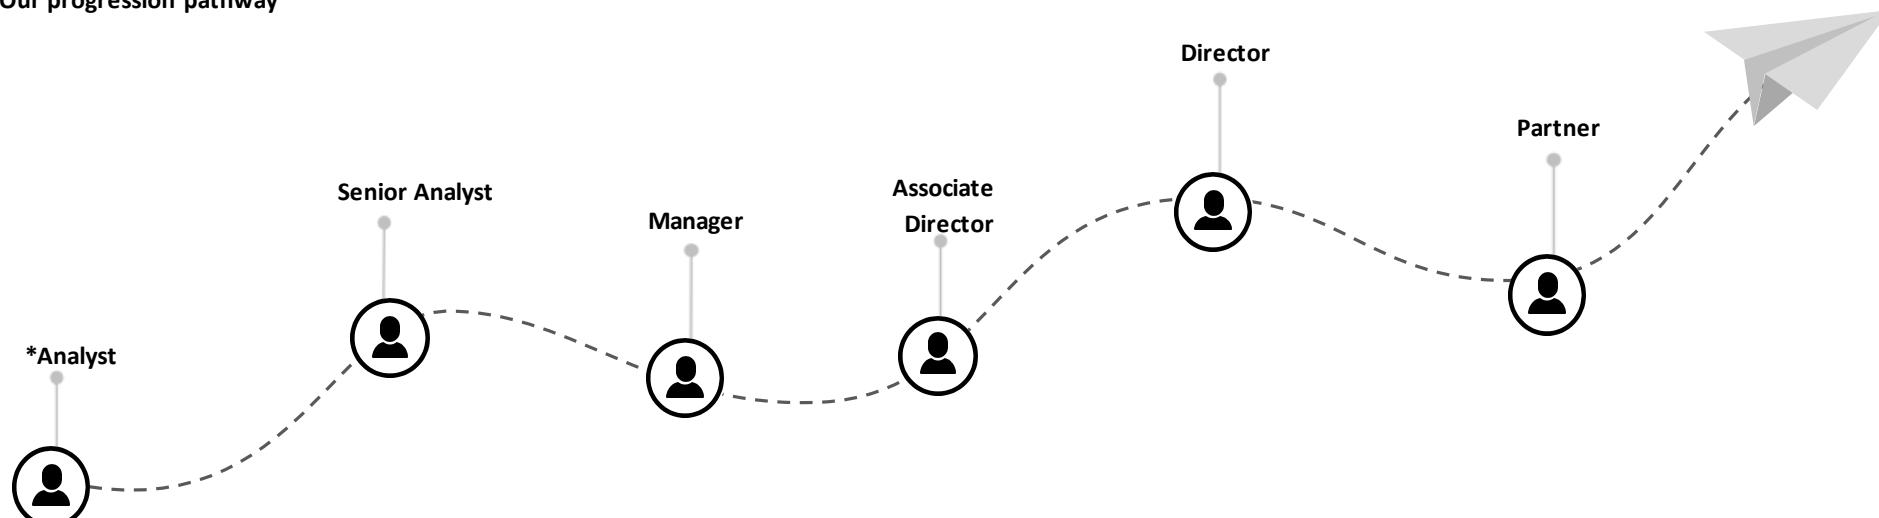 Our progression pathway
Director
Partner
Senior Analyst
Associate
Director
Manager
*Analyst